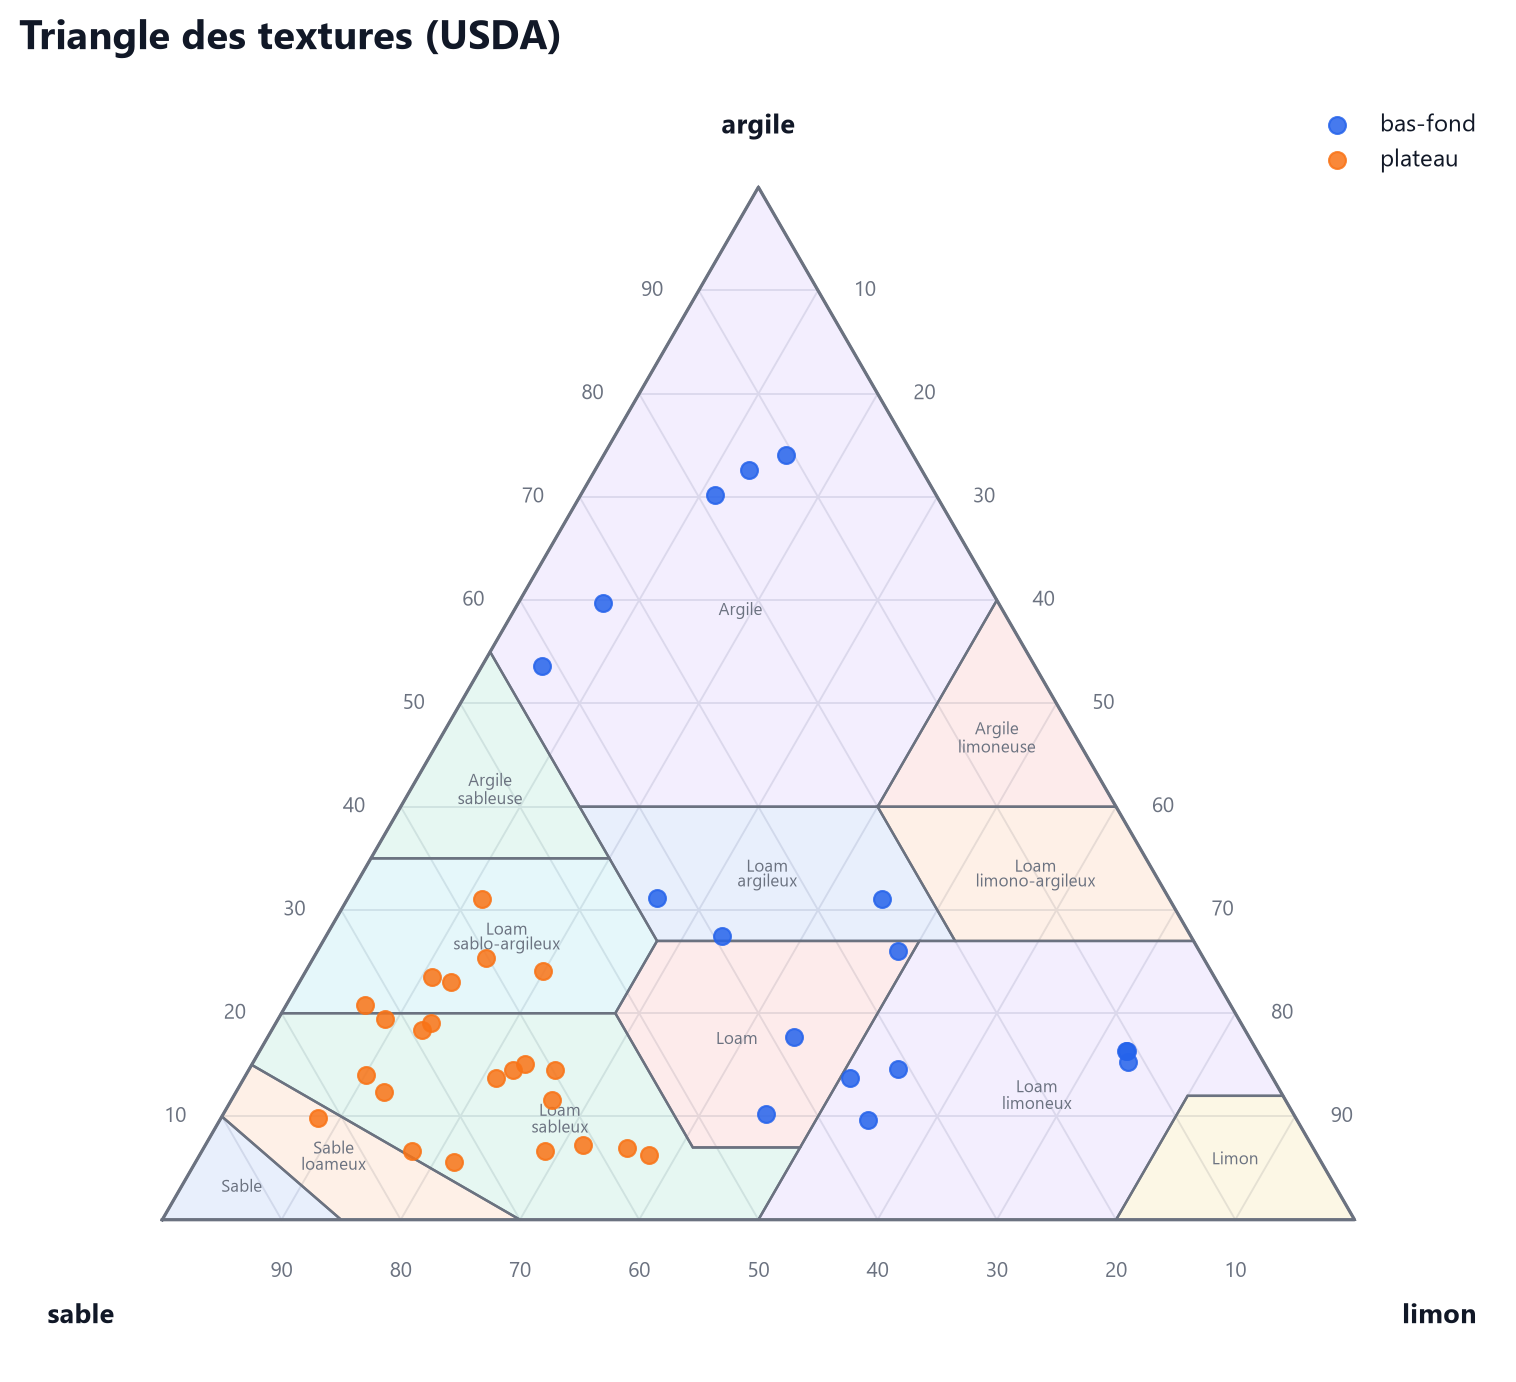 Triangle des textures (USDA)
argile
bas-fond
plateau
90
10
80
20
70
30
60
Argile
40
50
Argile
limoneuse
50
Argile
sableuse
40
60
Loam
argileux
Loam
limono-argileux
30
70
Loam
sablo-argileux
20
80
Loam
Loam
limoneux
10
Loam
sableux
90
Sable
loameux
Limon
Sable
90
80
70
60
50
40
30
20
10
sable
limon